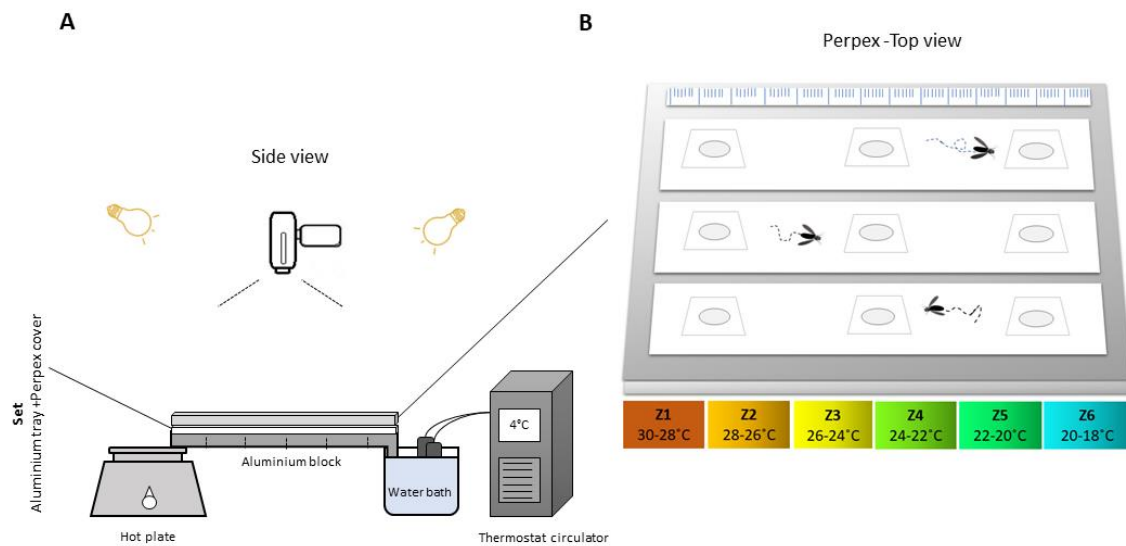 A
Side view
Set
Aluminium tray +Perpex cover
4°C
Aluminium block
Water bath
Hot plate
Thermostat circulator
B
Perpex -Top view
Z1
30-28˚C
Z2
28-26˚C
Z3
26-24˚C
Z4
24-22˚C
Z5
22-20˚C
Z6
20-18˚C